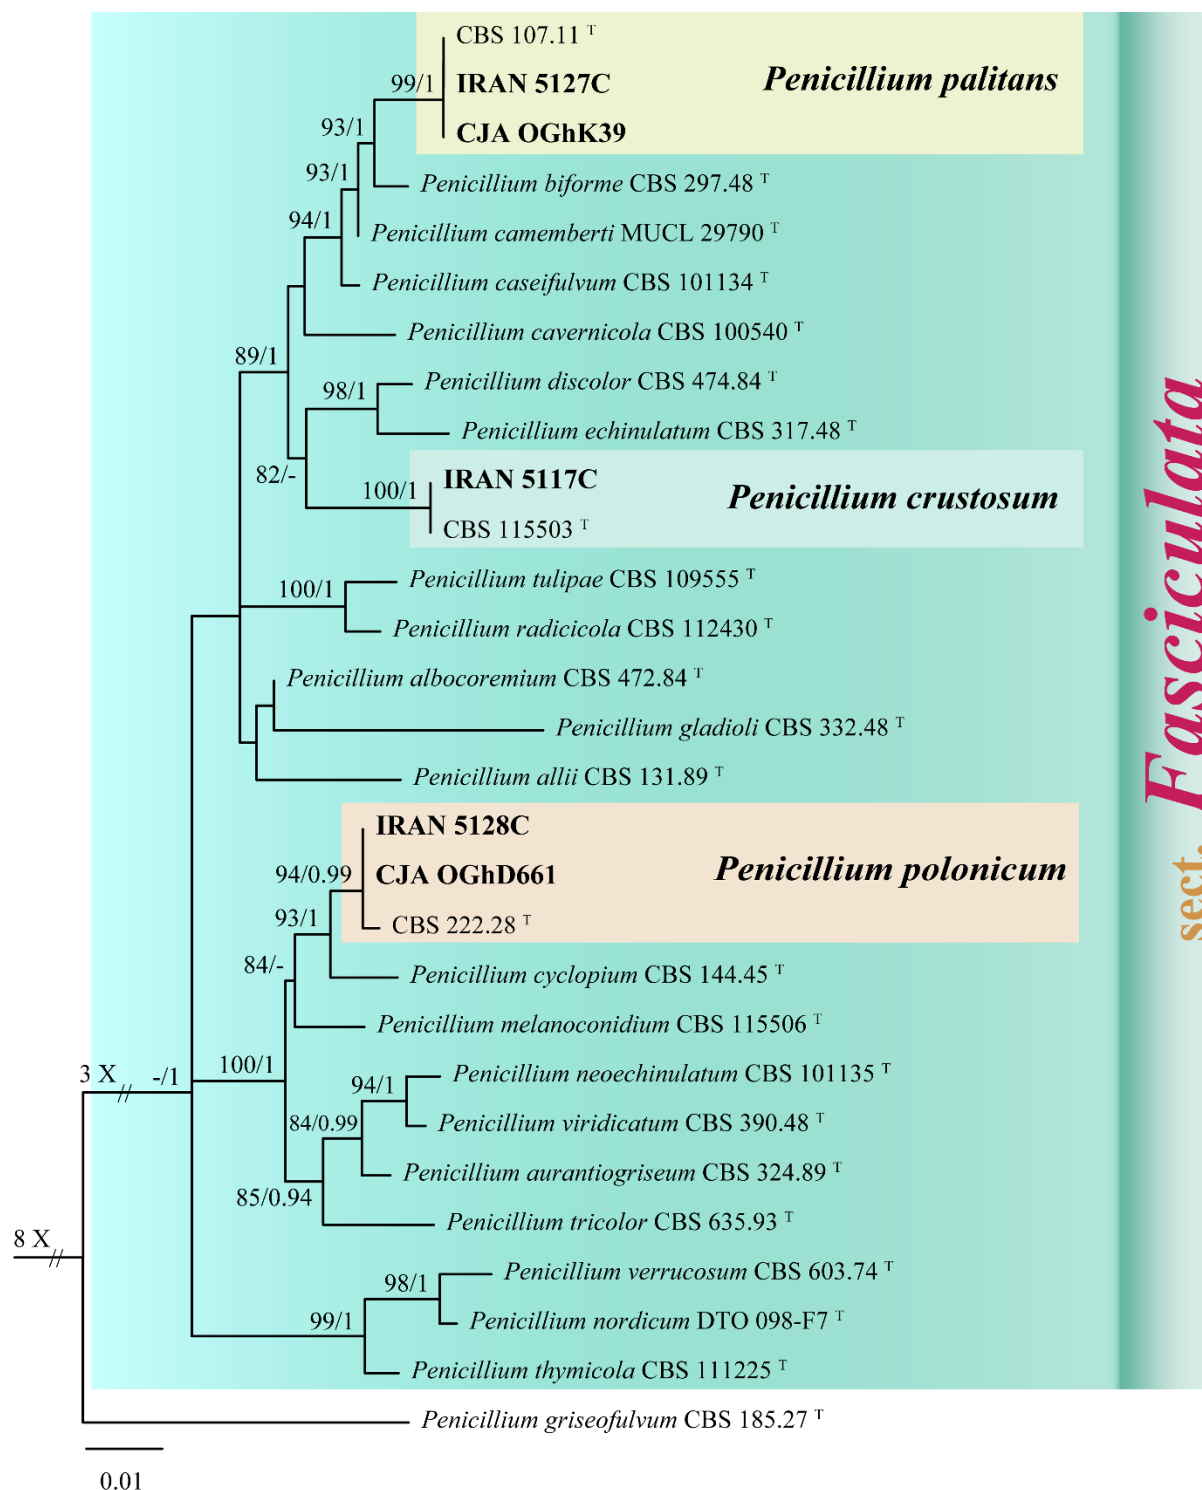 CBS 107.11 T
99/1
IRAN 5127C
Penicillium palitans
93/1
CJA OGhK39
93/1
Penicillium biforme CBS 297.48 T
94/1
Penicillium camemberti MUCL 29790 T
Penicillium caseifulvum CBS 101134 T
Penicillium cavernicola CBS 100540 T
89/1
Penicillium discolor CBS 474.84 T
98/1
Penicillium echinulatum CBS 317.48 T
82/-
IRAN 5117C
100/1
Penicillium crustosum
CBS 115503 T
Penicillium tulipae CBS 109555 T
100/1
Penicillium radicicola CBS 112430 T
Penicillium albocoremium CBS 472.84 T
Penicillium gladioli CBS 332.48 T
Penicillium allii CBS 131.89 T
IRAN 5128C
94/0.99
CJA OGhD661
Penicillium polonicum
93/1
CBS 222.28 T
84/-
Penicillium cyclopium CBS 144.45 T
Penicillium melanoconidium CBS 115506 T
3 X
-/1
100/1
Penicillium neoechinulatum CBS 101135 T
94/1
84/0.99
Penicillium viridicatum CBS 390.48 T
Penicillium aurantiogriseum CBS 324.89 T
85/0.94
Penicillium tricolor CBS 635.93 T
8 X
Penicillium verrucosum CBS 603.74 T
98/1
99/1
Penicillium nordicum DTO 098-F7 T
Penicillium thymicola CBS 111225 T
Penicillium griseofulvum CBS 185.27 T
0.01
sect. Fasciculata